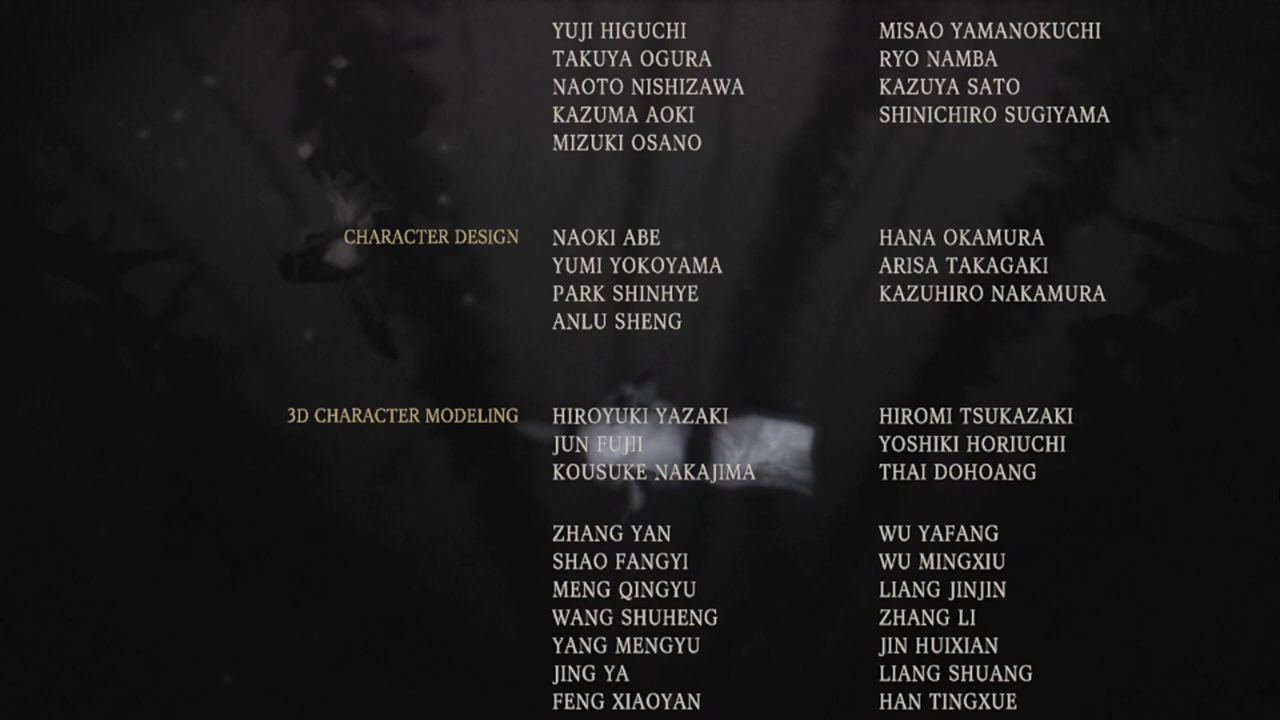 YUJI HIGUCHI MISAO YAMANOKUCHI
TAKUYA OGURA RYO NAMBA
NAOTO NISHIZAWA KAZUYA SATO
KAZUMA AOKI SHINICHIRO SUGIYAMA
MIZUKI OSANO
CHARACTER DESIGN NAOKI ABE HANA OKAMURA
YUMI YOKOYAMA ARISA TAKAGAKI
PARK SHINHYE KAZUHIRO NAKAMURA
ANLU SHENG
3D CHARACTER MODELING HIROYUKI YAZAKI HIROMI TSUKAZAKI
JUN FUJII YOSHIKI HORIUCHI
KOUSUKE NAKAJIMA THAI DOHOANG
ZHANG YAN WU YAFANG
SHAO FANGYI WU MINGXIU
MENG QINGYU LIANG JINJIN
WANG SHUHENG ZHANG LI
YANG MENGYU JIN HUIXIAN
JING YA LIANG SHUANG
FENG XIAOYAN HAN TINGXUE